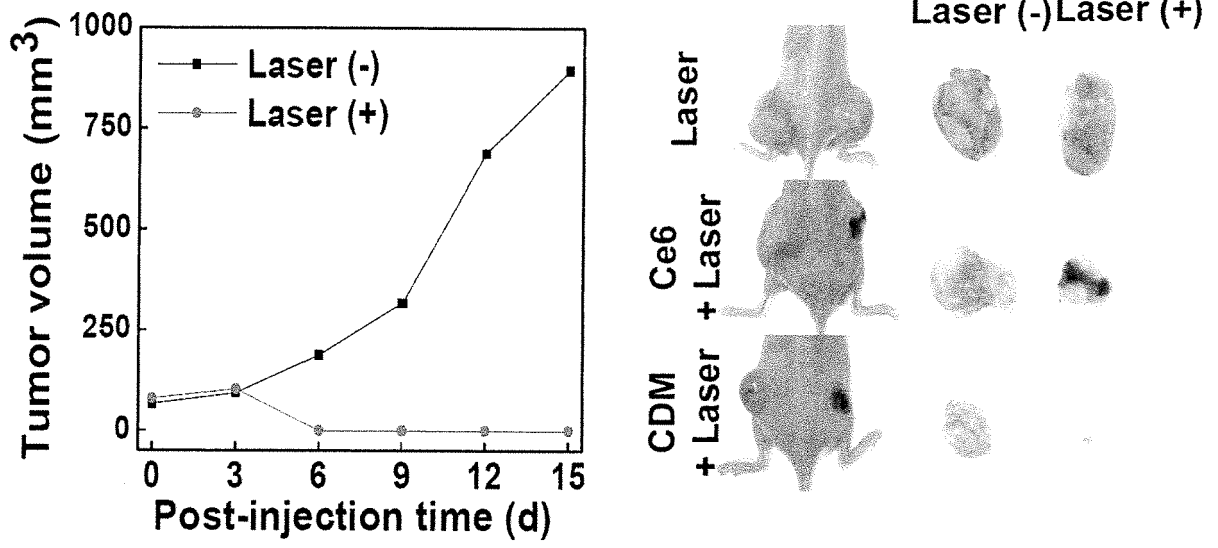 Tumor volume (mm³)
1000
750
500
250
0
Laser (-)
Laser (+)
0 3 6 9 12 15
Post-injection time (d)
Laser (-) Laser (+)
Laser
Ce6
+ Laser
CDM
+ Laser